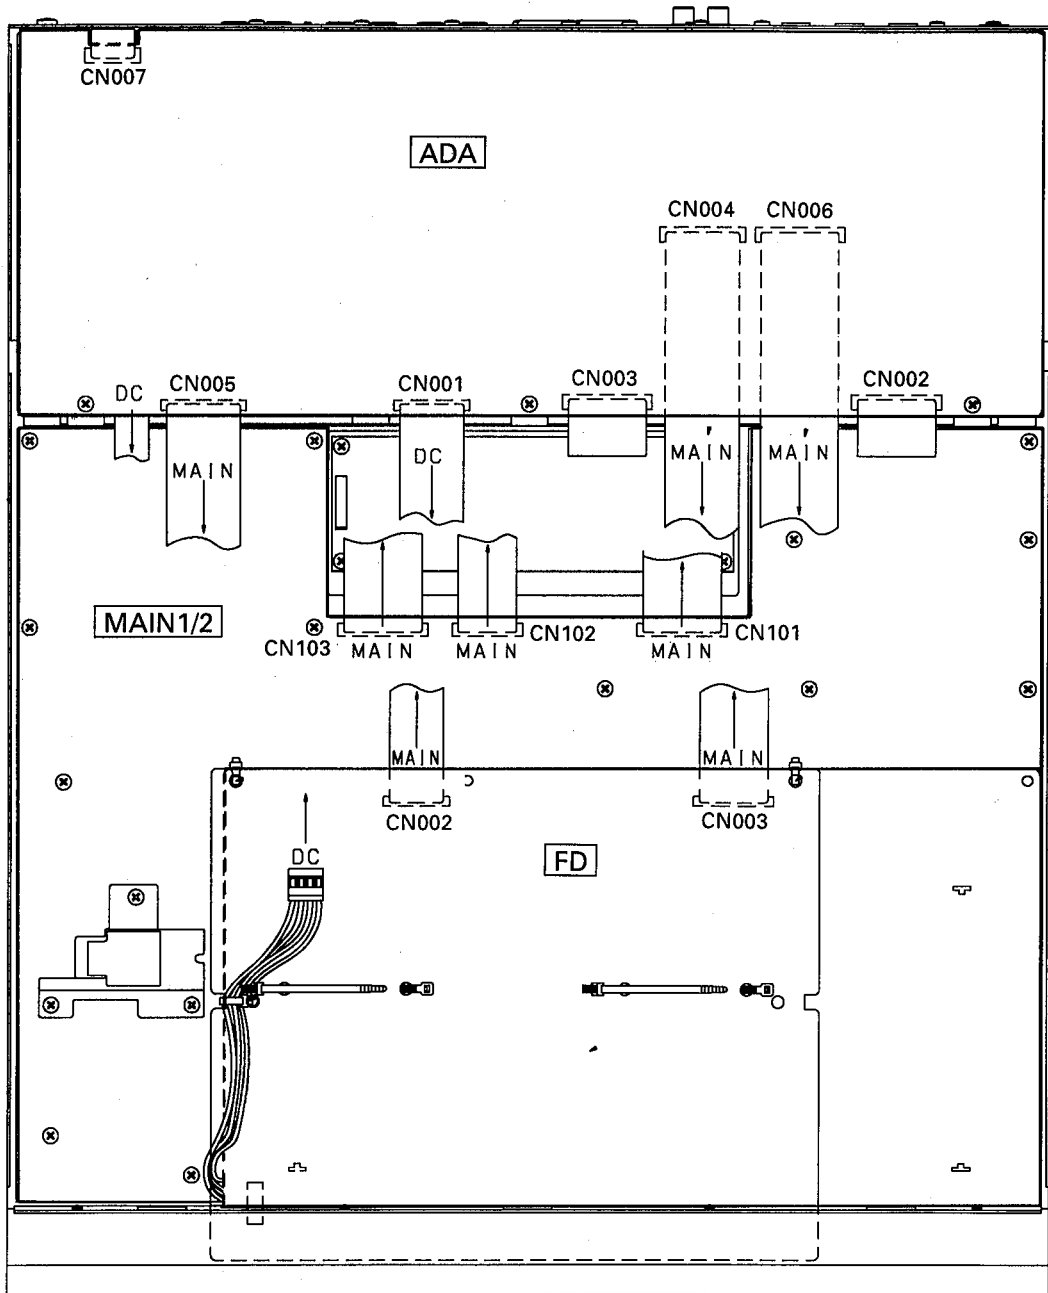 CN007
ADA
CN004 CN006
DC CN005 CN001 CN003 CN002
MAIN DC MAIN MAIN
MAIN1/2
CN103 MAIN MAIN CN102 MAIN CN101
MAIN MAIN
CN002 CN003
DC FD